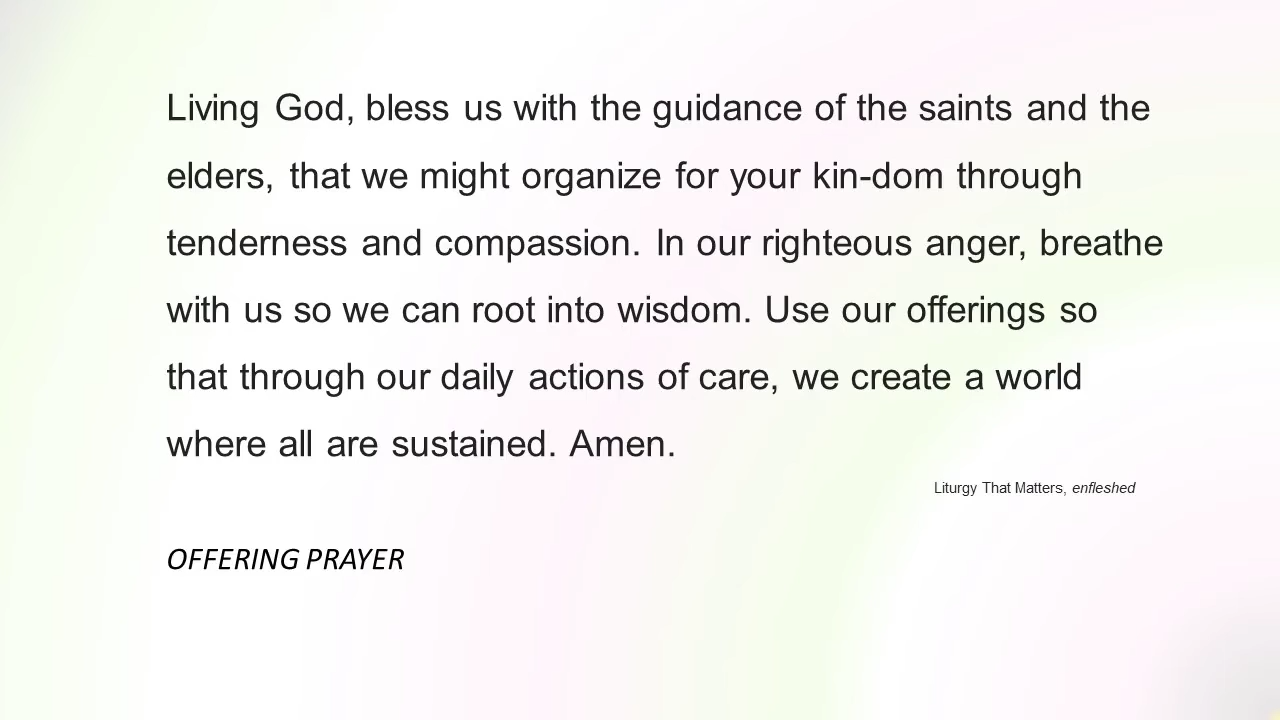 Living God, bless us with the guidance of the saints and the
elders, that we might organize for your kin-dom through
tenderness and compassion. In our righteous anger, breathe
with us so we can root into wisdom. Use our offerings so
that through our daily actions of care, we create a world
where all are sustained. Amen.
Liturgy That Matters, enfleshed
OFFERING PRAYER